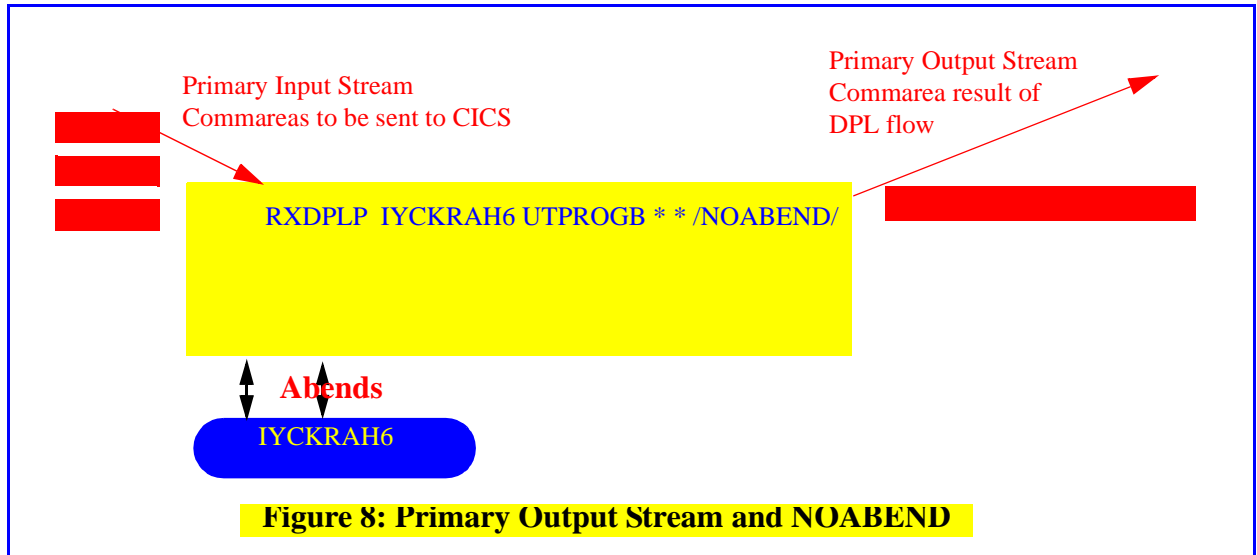 Primary Input Stream
Commareas to be sent to CICS
Primary Output Stream
Commarea result of
DPL flow
RXDPLP IYCKRAH6 UTPROGB * * /NOABEND/
Abends
IYCKRAH6
Figure 8: Primary Output Stream and NOABEND